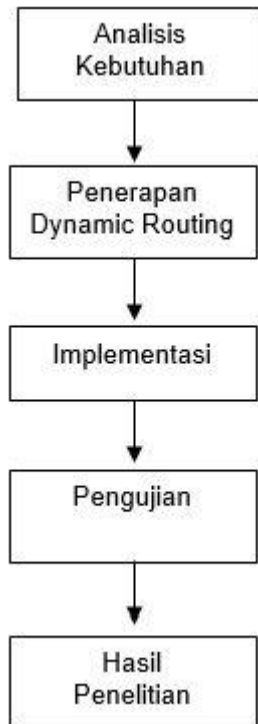 Analisis
Kebutuhan
Penerapan
Dynamic Routing
Implementasi
Pengujian
Hasil
Penelitian